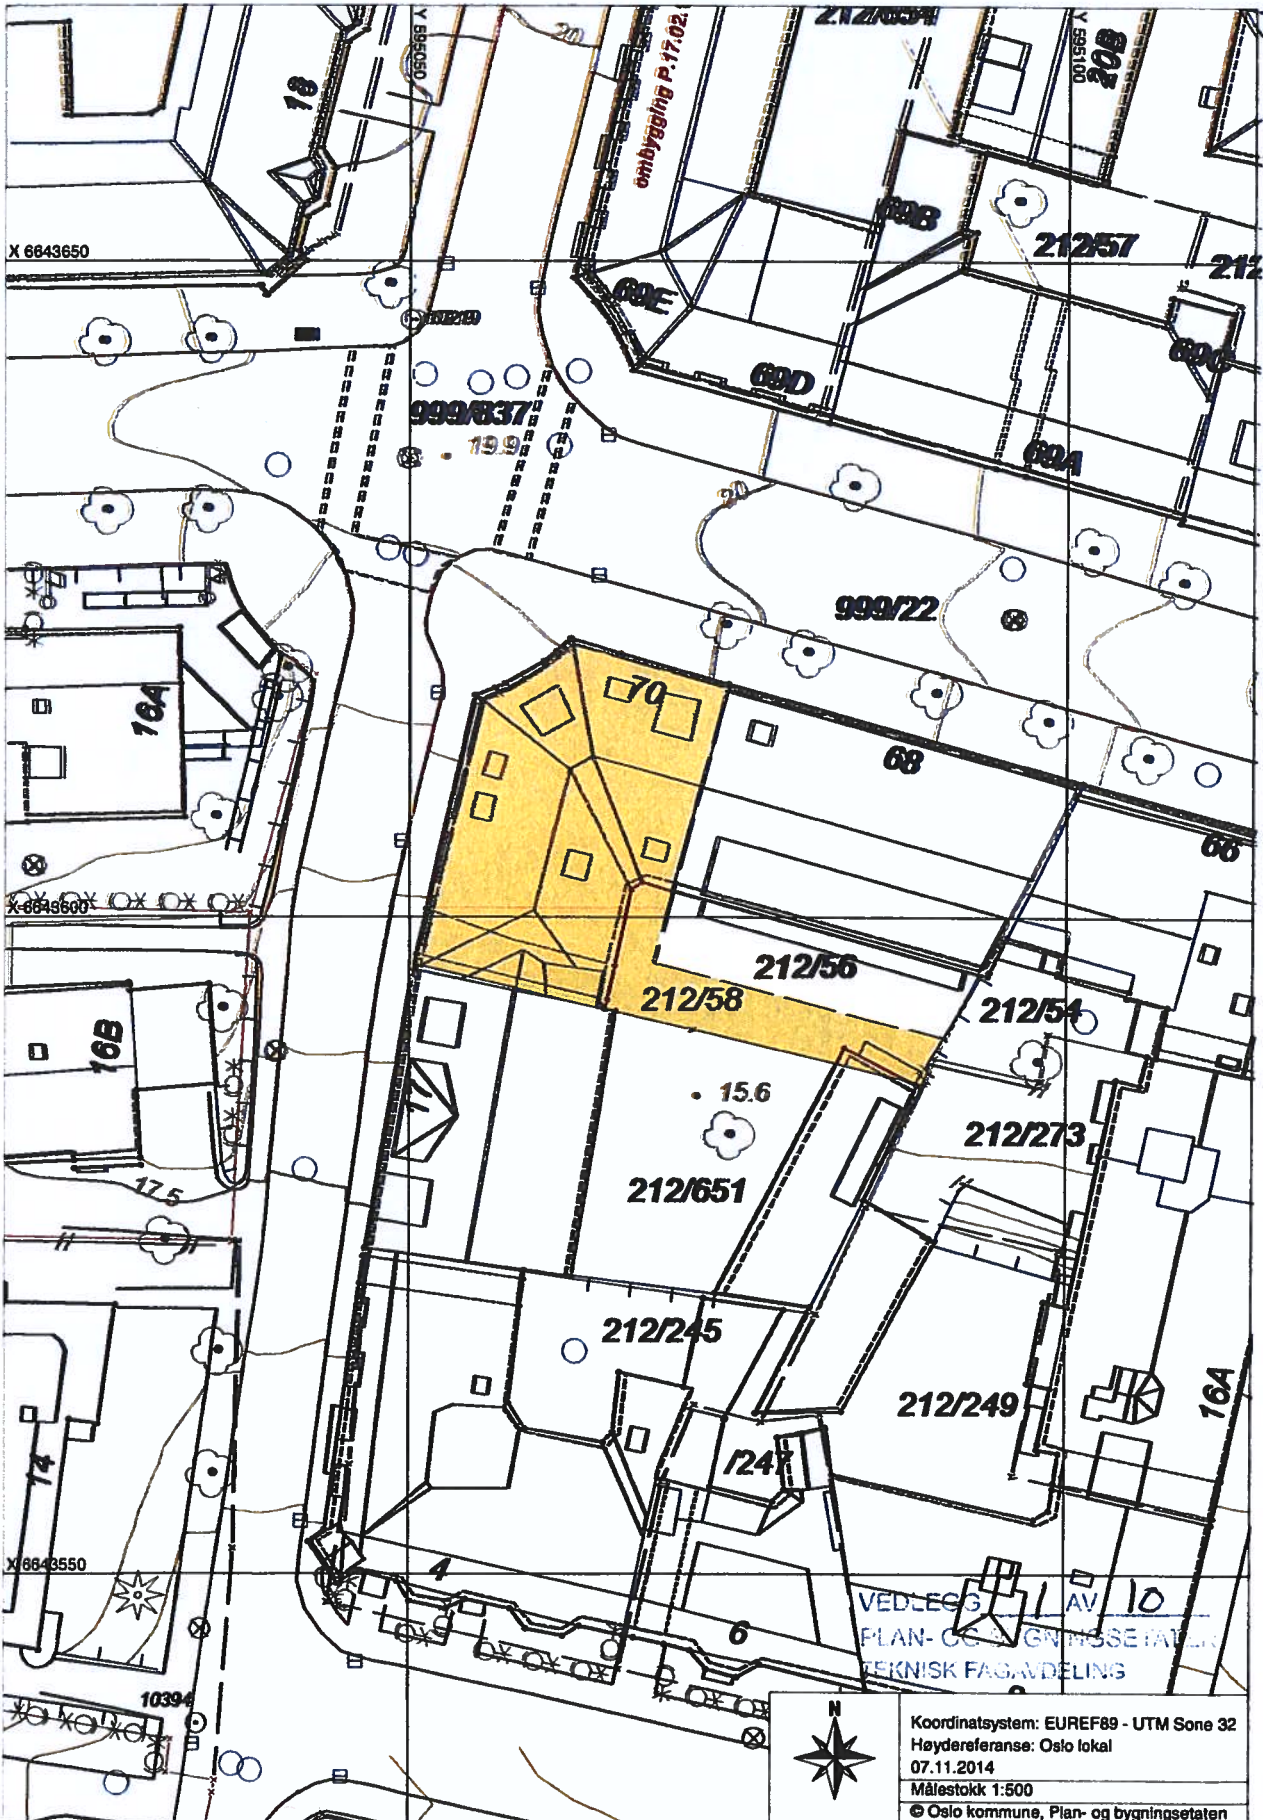 Y 595050
20
ombygging P.17.02.
212/654
Y 595100
20B
18
69B
212/57
212
X 6643650
69E
69C
69D
999/837
19.9
69A
20
999/22
70
16A
68
66
X 6643600
212/56
212/58
212/54
16B
17
15.6
212/273
17.5
212/651
212/245
212/249
16A
/247
14
X 6643550
4
VEDLEGG 1 AV 10
6
PLAN- OG BYGNINGSETATEN
TEKNISK FAGAVDELING
10394
N
Koordinatsystem: EUREF89 - UTM Sone 32
Høydereferanse: Oslo lokal
07.11.2014
Målestokk 1:500
© Oslo kommune, Plan- og bygningsetaten